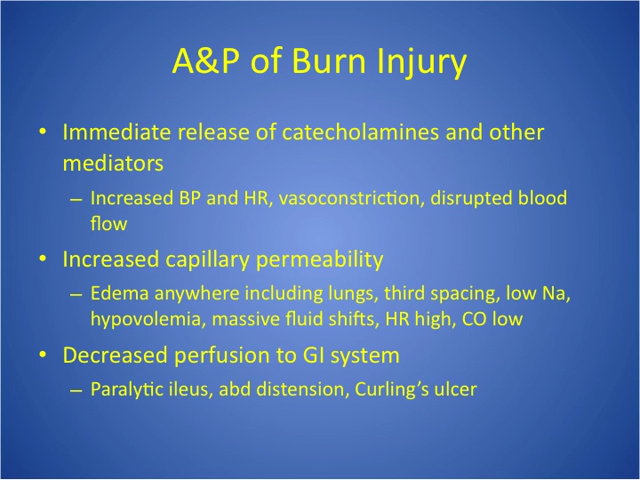 A&P of Burn Injury
• Immediate release of catecholamines and other
mediators
– Increased BP and HR, vasoconstriction, disrupted blood
flow
• Increased capillary permeability
– Edema anywhere including lungs, third spacing, low Na,
hypovolemia, massive fluid shifts, HR high, CO low
• Decreased perfusion to GI system
– Paralytic ileus, abd distension, Curling’s ulcer